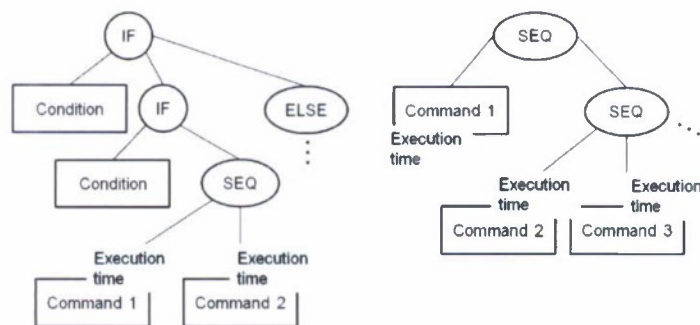 IF
Condition
IF
ELSE
Condition
SEQ
Execution
time
Command 1
Execution
time
Command 2
SEQ
Command 1
Execution
time
SEQ
Execution
time
Command 2
Execution
time
Command 3